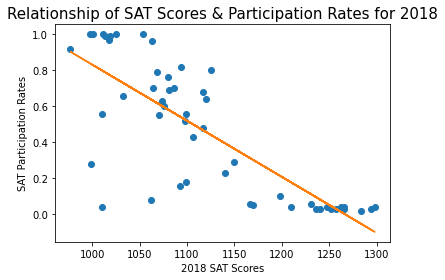 Relationship of SAT Scores & Participation Rates for 2018
1.0
0.8
0.6
0.4
0.2
0.0
SAT Participation Rates
1000 1050 1100 1150 1200 1250 1300
2018 SAT Scores